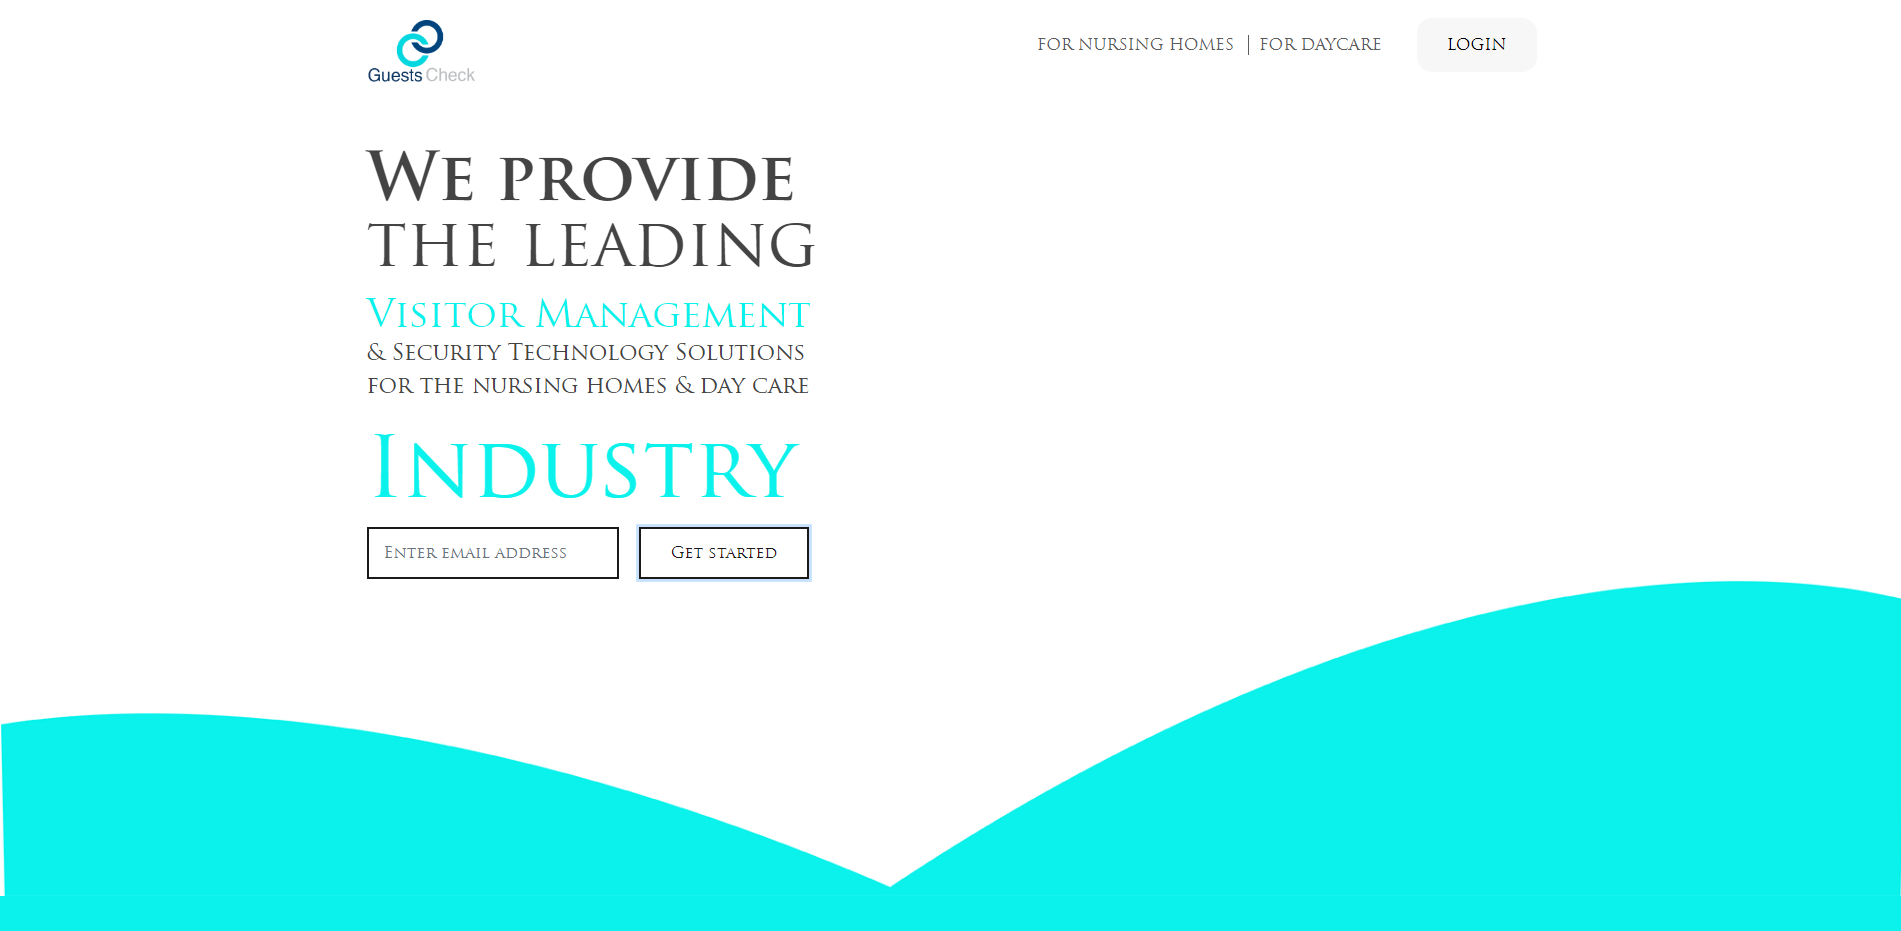 Guests Check
FOR NURSING HOMES | FOR DAYCARE
LOGIN
WE PROVIDE
THE LEADING
VISITOR MANAGEMENT
& SECURITY TECHNOLOGY SOLUTIONS
FOR THE NURSING HOMES & DAY CARE
INDUSTRY
ENTER EMAIL ADDRESS
GET STARTED